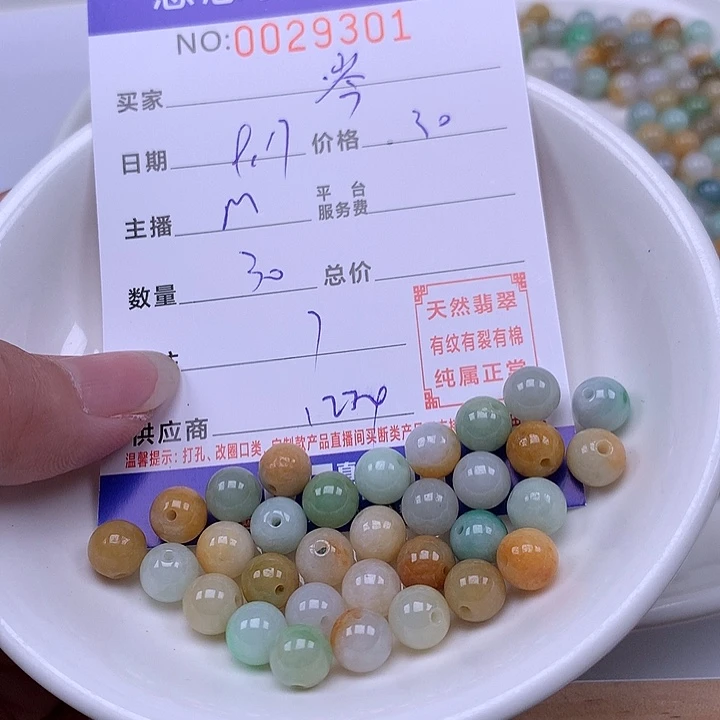 NO:0029301
买家
日期 价格 30
主播 M 平台服务费
数量 30 总价
天然翡翠
有纹有裂有棉
纯属正常
供应商
温馨提示：打孔、改圈口类、定制款产品直播间买断类产品